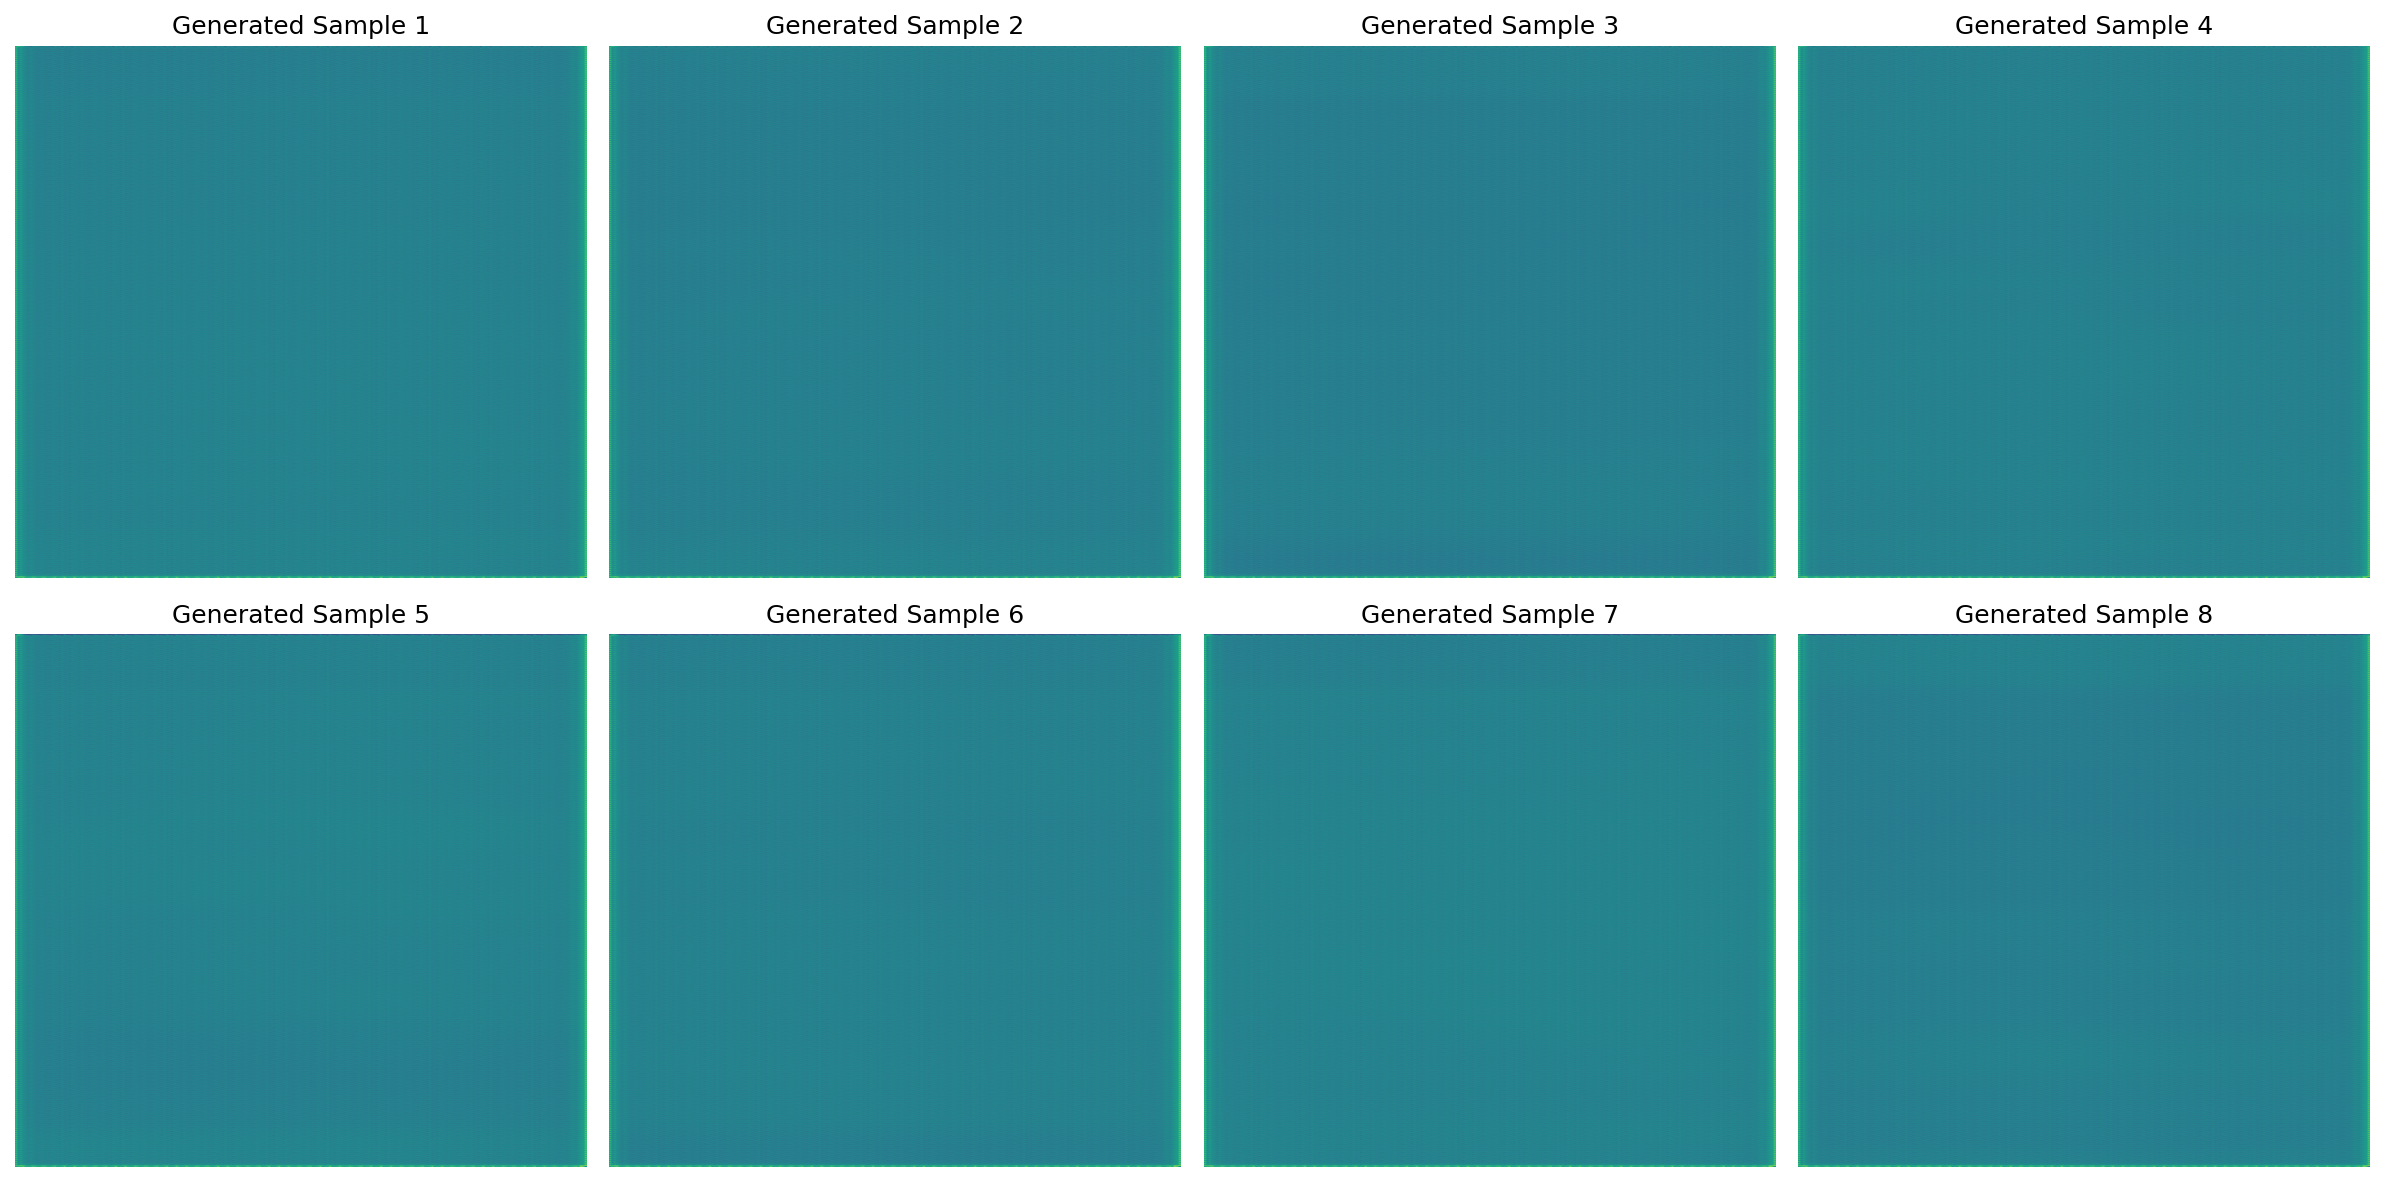 Generated Sample 1
Generated Sample 2
Generated Sample 3
Generated Sample 4
Generated Sample 5
Generated Sample 6
Generated Sample 7
Generated Sample 8